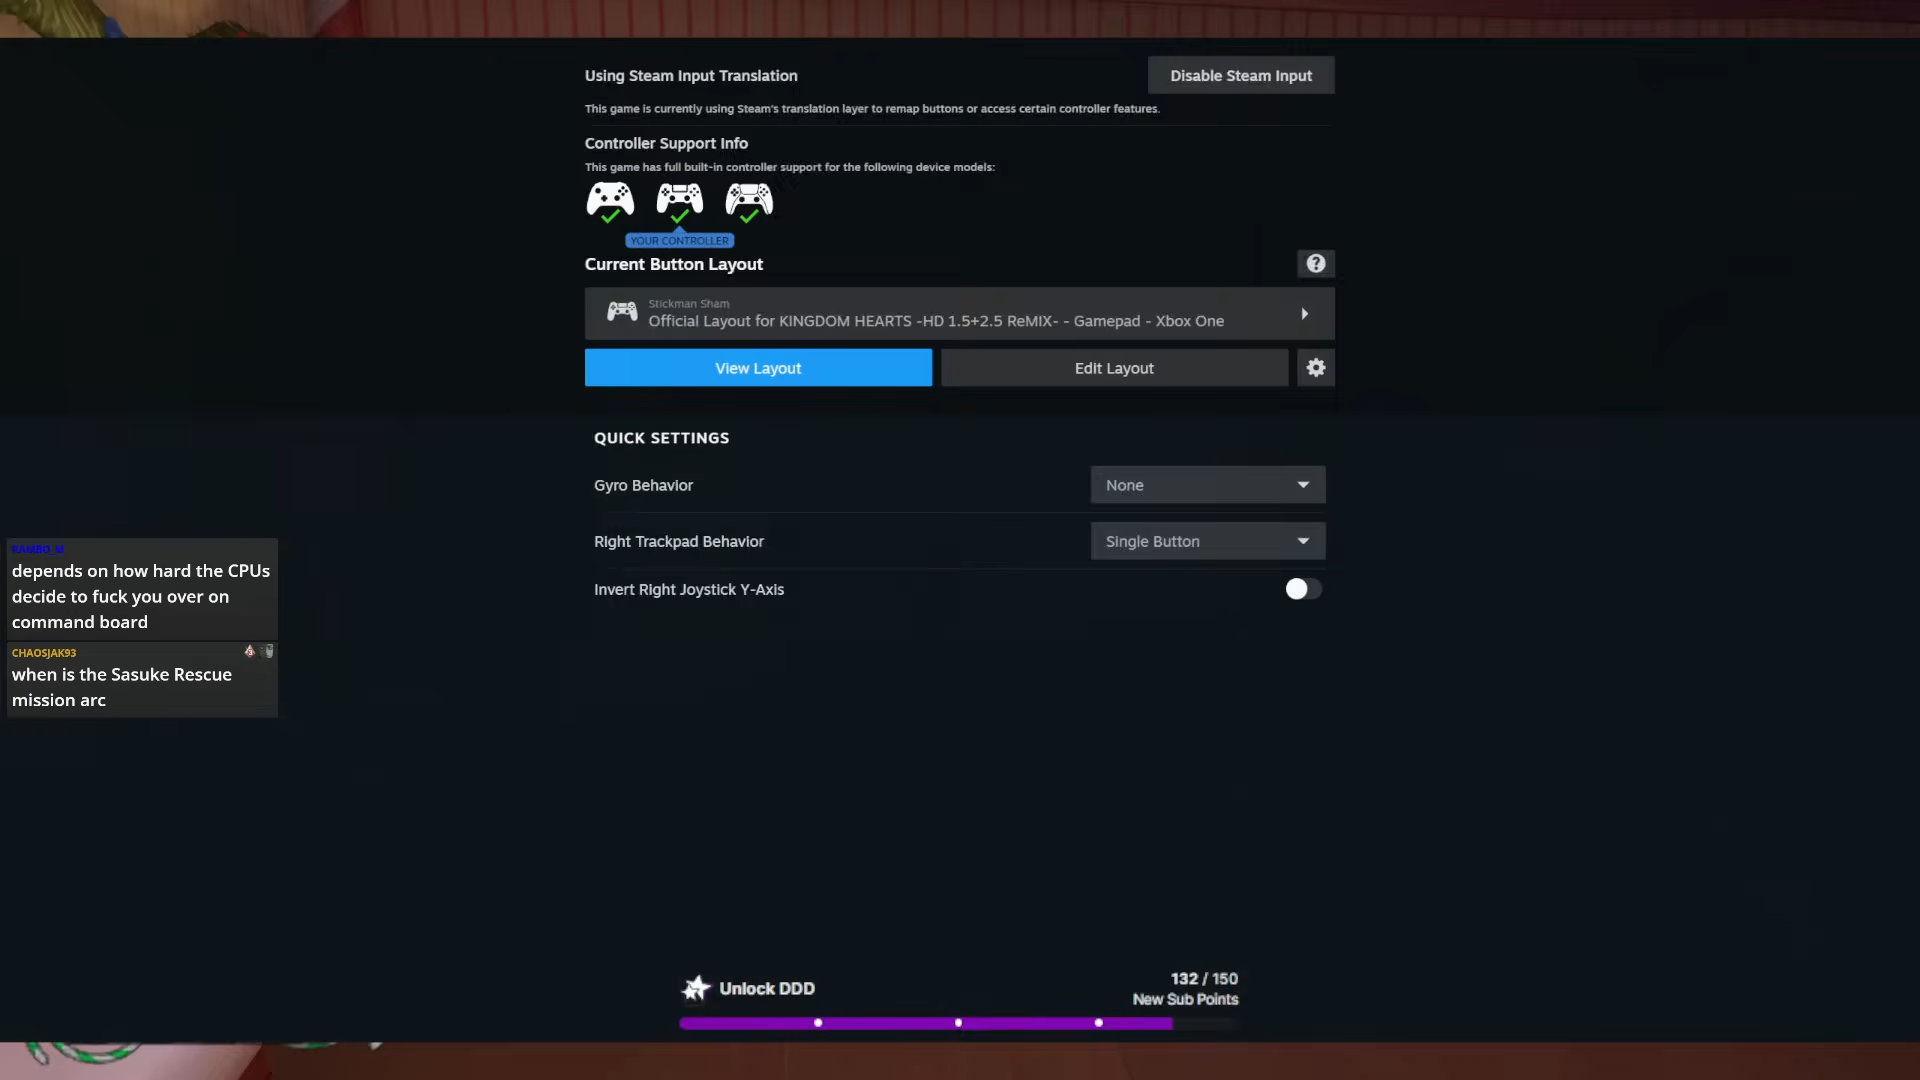 Using Steam Input Translation
Disable Steam Input
This game is currently using Steam's translation layer to remap buttons or access certain controller features.
Controller Support Info
This game has full built-in controller support for the following device models:
YOUR CONTROLLER
Current Button Layout
Stickman Sham
Official Layout for KINGDOM HEARTS -HD 1.5+2.5 ReMIX- - Gamepad - Xbox One
View Layout
Edit Layout
QUICK SETTINGS
Gyro Behavior
None
Right Trackpad Behavior
Single Button
Invert Right Joystick Y-Axis
RAMBO_M
depends on how hard the CPUs
decide to fuck you over on
command board
CHAOSJAK93
when is the Sasuke Rescue
mission arc
Unlock DDD
132 / 150
New Sub Points